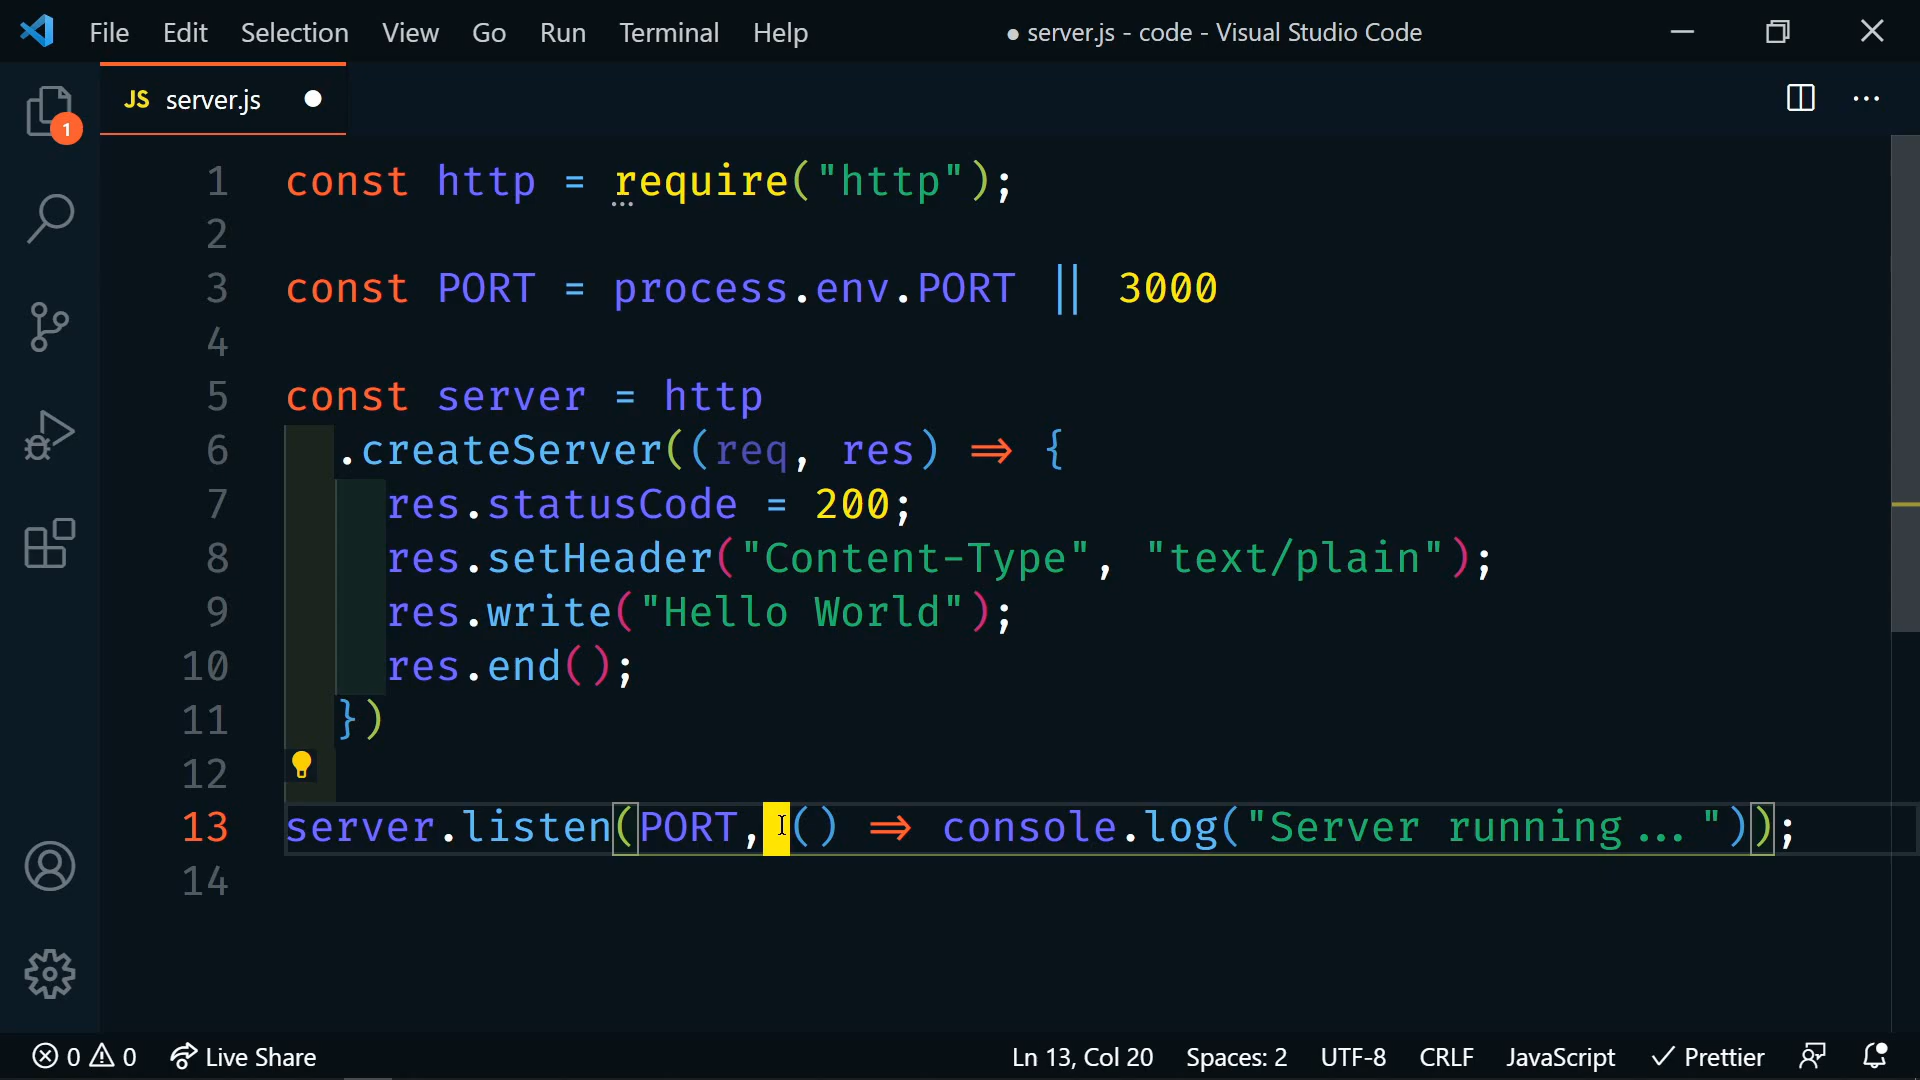 File Edit Selection View Go Run Terminal Help ● server.js - code - Visual Studio Code
1
JS server.js ●
1 const http = require("http");
2
3 const PORT = process.env.PORT || 3000
4
5 const server = http
6 .createServer((req, res) => {
7 res.statusCode = 200;
8 res.setHeader("Content-Type", "text/plain");
9 res.write("Hello World");
10 res.end();
11 })
12
13 server.listen(PORT, () => console.log("Server running..."));
14
0 0 Live Share Ln 13, Col 20 Spaces: 2 UTF-8 CRLF JavaScript Prettier